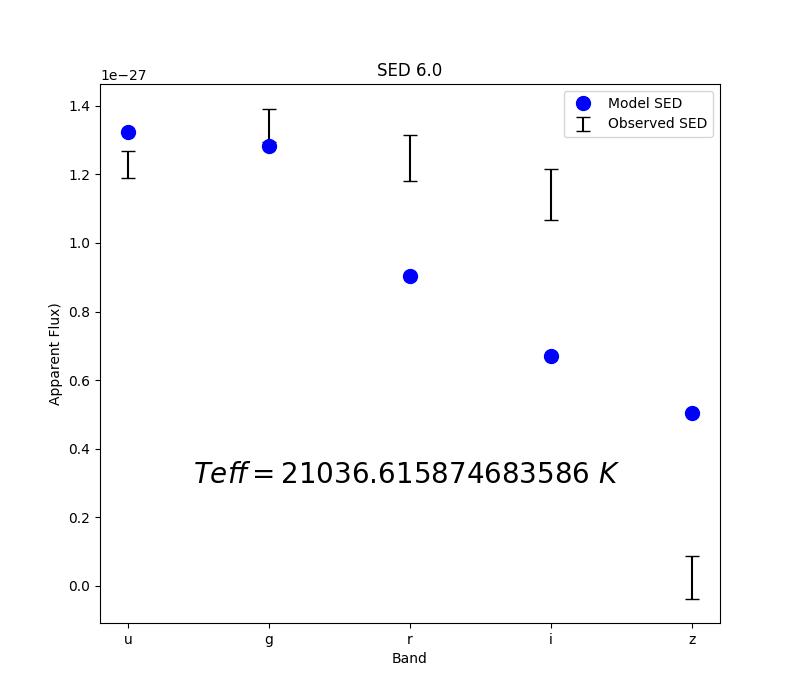 SED 6.0
1e−27
Model SED
Observed SED
1.4
1.2
1.0
0.8
0.6
0.4
0.2
0.0
Apparent Flux)
Teff = 21036.615874683586 K
u g r i z
Band